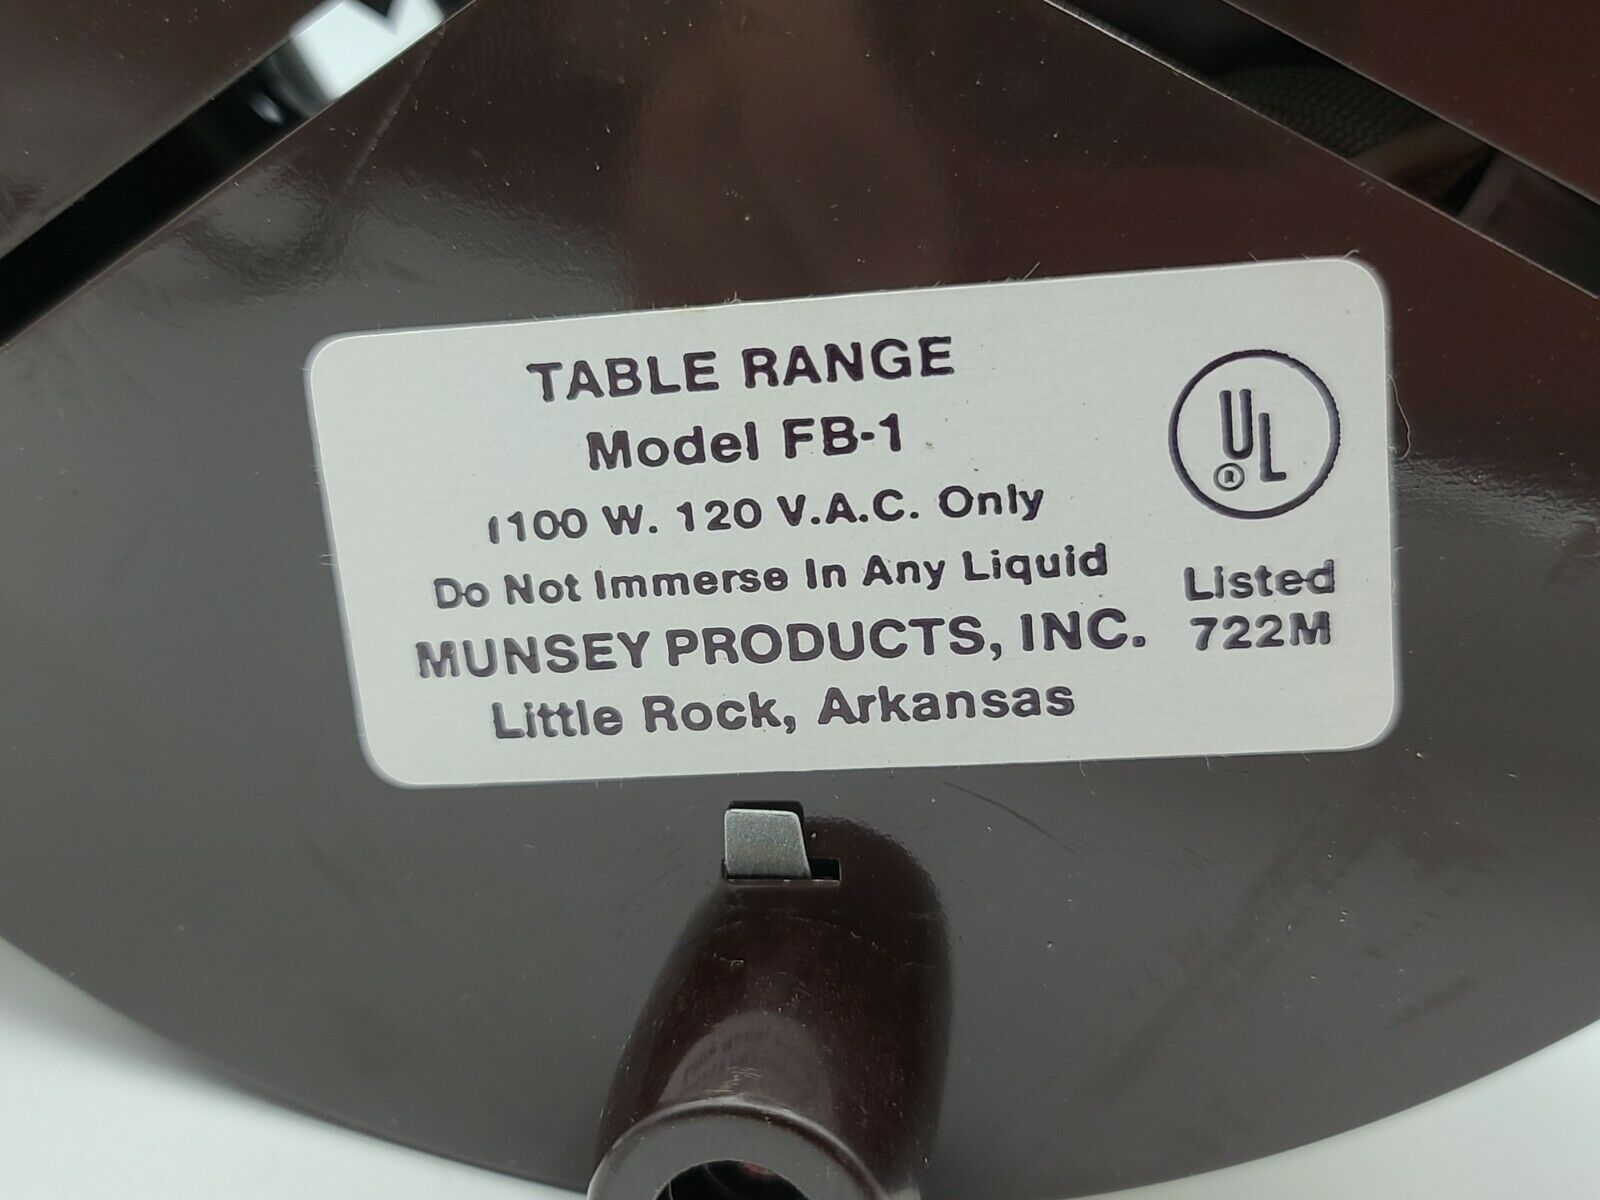 TABLE RANGE
Model FB-1
1100 W. 120 V.A.C. Only
Do Not Immerse In Any Liquid
MUNSEY PRODUCTS, INC.
Little Rock, Arkansas
UL
®
Listed
722M